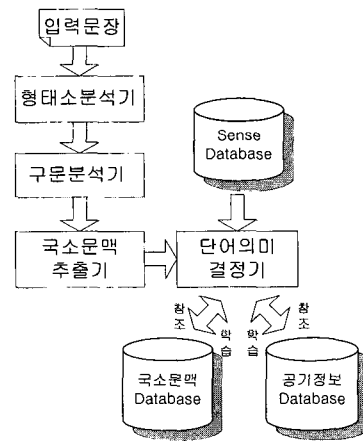 입력문장
형태소분석기
Sense
Database
구문분석기
국소문맥
추출기
단어의미
결정기
참조
학습
학습
참조
국소문맥
Database
공기정보
Database